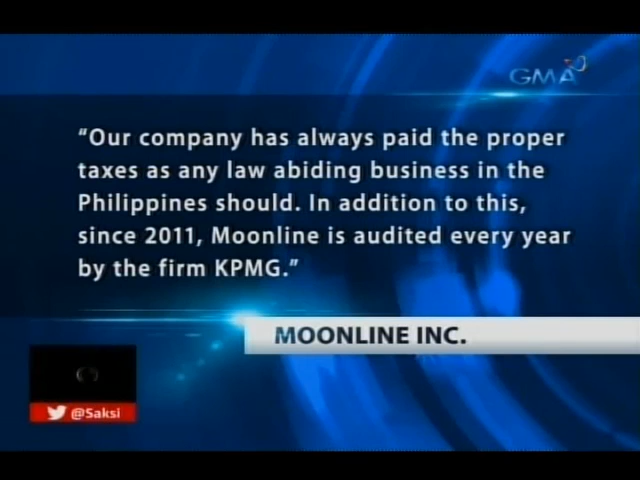 GMA
“Our company has always paid the proper
taxes as any law abiding business in the
Philippines should. In addition to this,
since 2011, Moonline is audited every year
by the firm KPMG.”
MOONLINE INC.
@Saksi